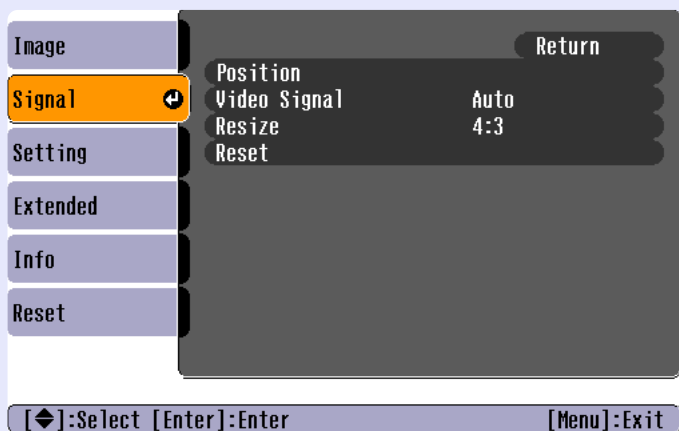 Image
Signal
Setting
Extended
Info
Reset
Return
Position
Video Signal Auto
Resize 4:3
Reset
[◆]:Select [Enter]:Enter [Menu]:Exit